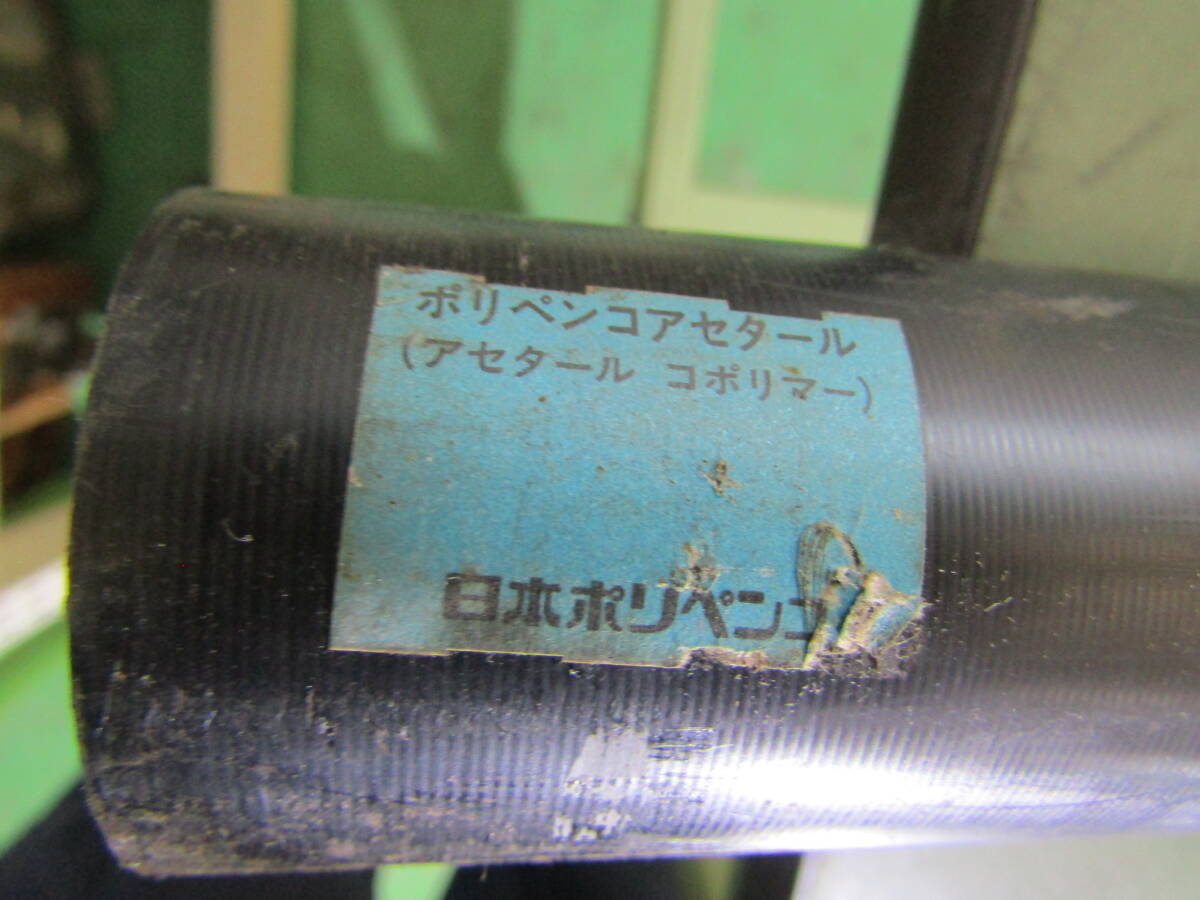 ポリペンコアセタール
(アセタール コポリマー)
日本ポリペンコ